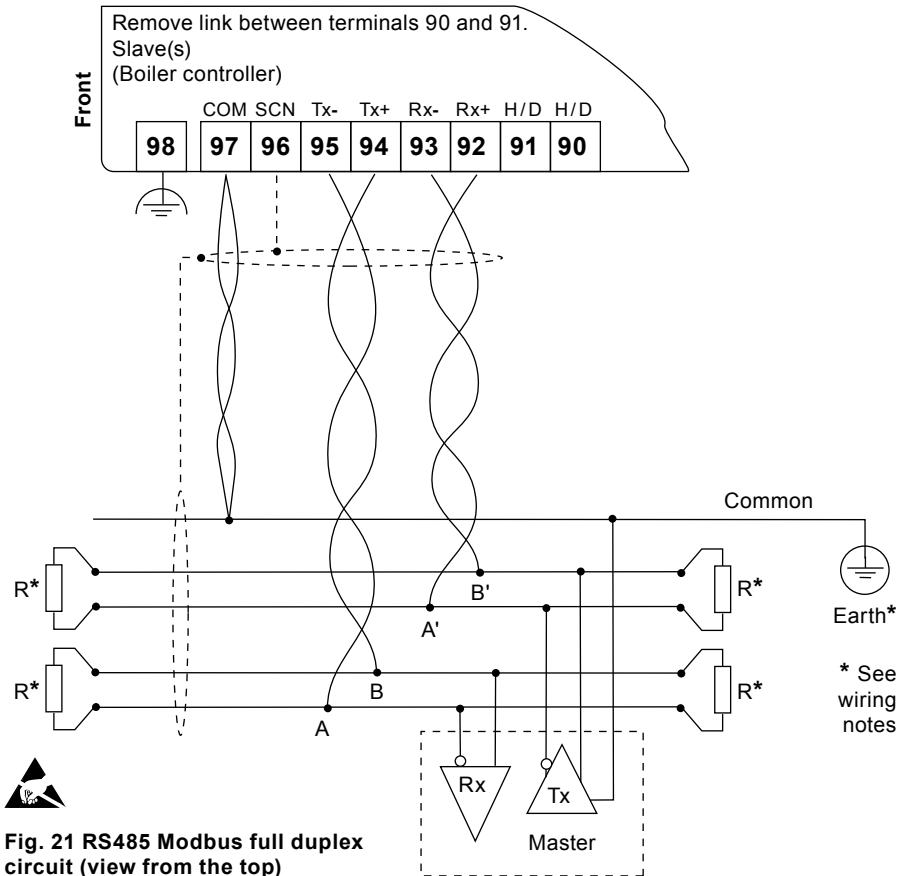 Remove link between terminals 90 and 91.
Slave(s)
(Boiler controller)
Front
COM SCN Tx- Tx+ Rx- Rx+ H/D H/D
98 97 96 95 94 93 92 91 90
Common
R*
R*
B'
A'
Earth*
R*
R*
B
A
* See
wiring
notes
Rx
Tx
Master
Fig. 21 RS485 Modbus full duplex
circuit (view from the top)